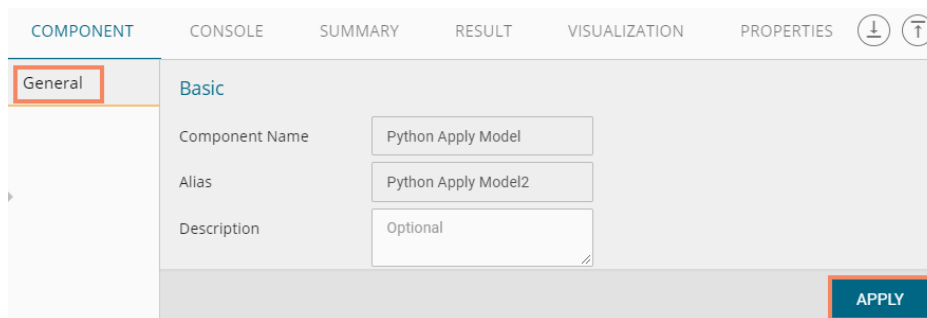 COMPONENT CONSOLE SUMMARY RESULT VISUALIZATION PROPERTIES
General
Basic
Component Name Python Apply Model
Alias Python Apply Model2
Description Optional
APPLY